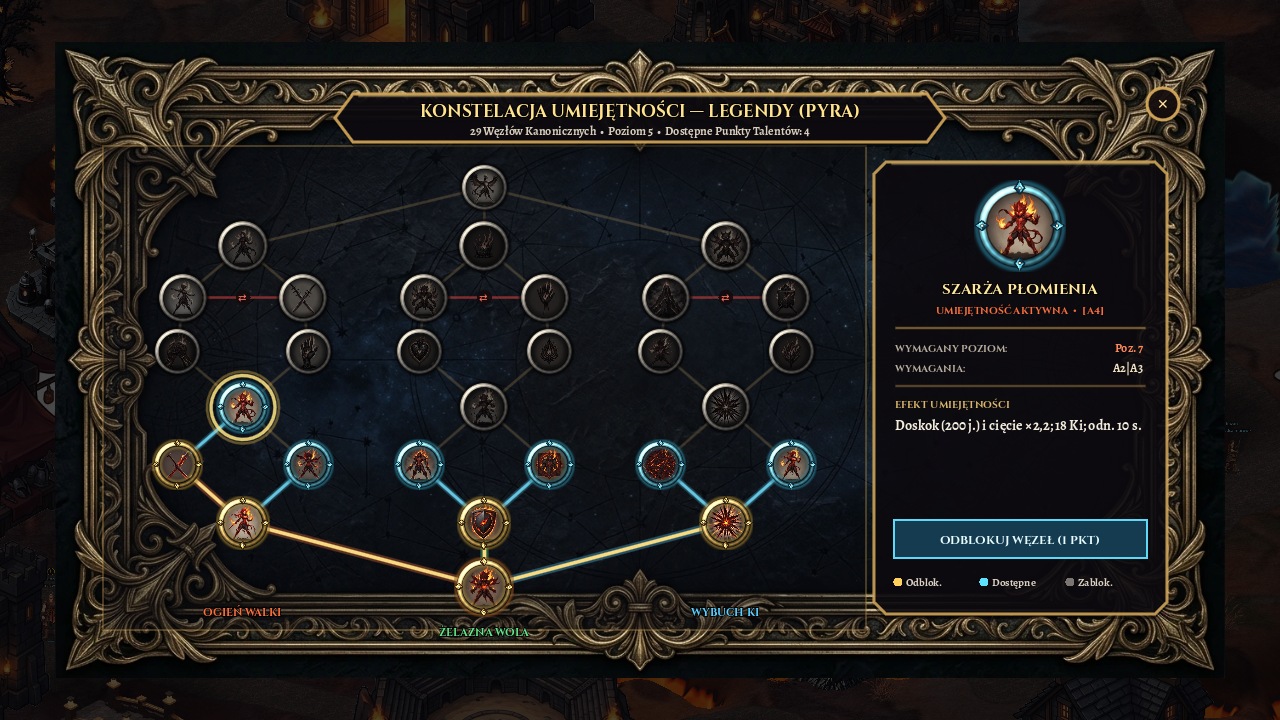 KONSTELACJA UMIEJĘTNOŚCI — LEGENDY (PYRA)
29 Węzłów Kanonicznych • Poziom 5 • Dostępne Punkty Talentów: 4
×
SZARŻA PŁOMIENIA
UMIEJĘTNOŚĆ AKTYWNA • [A4]
WYMAGANY POZIOM: Poz. 7
WYMAGANIA: A2|A3
EFEKT UMIEJĘTNOŚCI
Doskok (200 j.) i cięcie ×2,2; 18 Ki; odn. 10 s.
ODBLOKUJ WĘZEŁ (1 PKT)
Odblok. Dostępne Zablok.
OGIEŃ WALKI
ŻELAZNA WOLA
WYBUCH KI